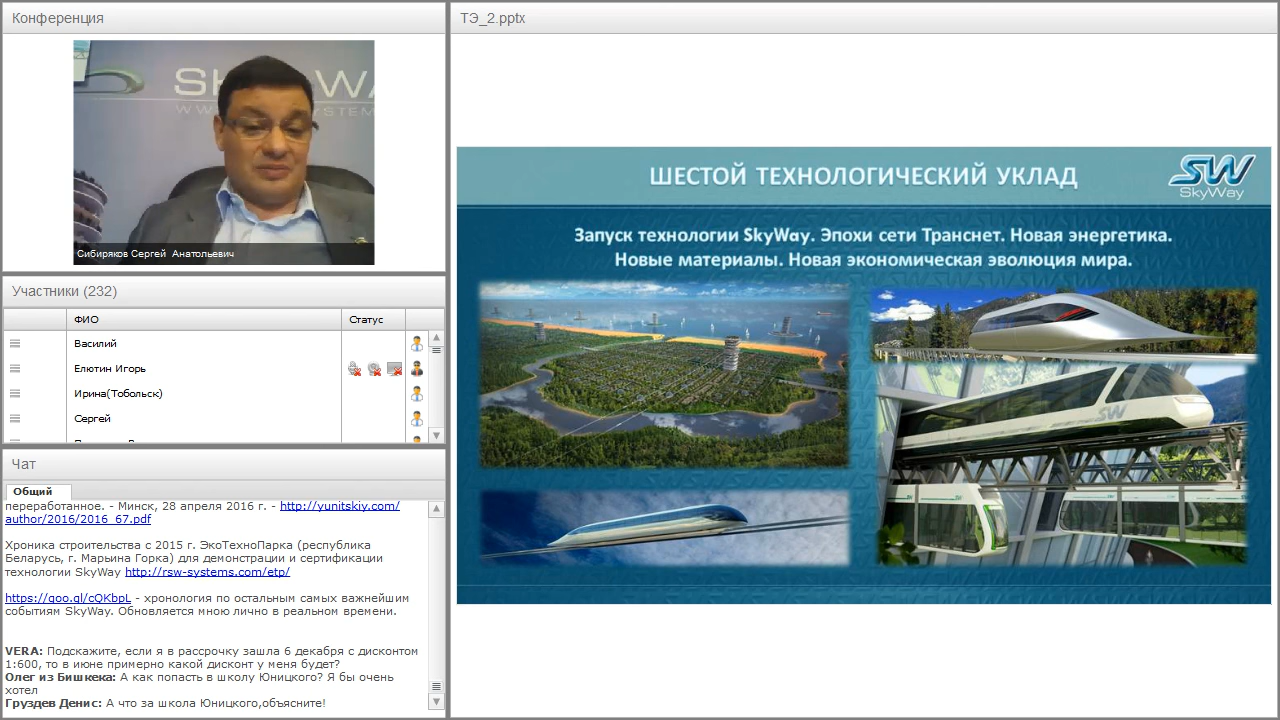 Конференция
SKYWA
WW SYSTEM
Сибиряков Сергей Анатольевич
Участники (232)
ФИО
Статус
Василий
Елютин Игорь
Ирина(Тобольск)
Сергей
Чат
Общий
переработанное. - Минск, 28 апреля 2016 г. - http://yunitskiy.com/
author/2016/2016_67.pdf
Хроника строительства с 2015 г. ЭкоТехноПарка (республика
Беларусь, г. Марьина Горка) для демонстрации и сертификации
технологии SkyWay http://rsw-systems.com/etp/
https://goo.gl/cQKbpL - хронология по остальным самых важнейшим
событиям SkyWay. Обновляется мною лично в реальном времени.
VERA: Подскажите, если я в рассрочку зашла 6 декабря с дисконтом
1:600, то в июне примерно какой дисконт у меня будет?
Олег из Бишкека: А как попасть в школу Юницкого? Я бы очень
хотел
Груздев Денис: А что за школа Юницкого,объясните!
ТЭ_2.pptx
ШЕСТОЙ ТЕХНОЛОГИЧЕСКИЙ УКЛАД
SW
SkyWay
Запуск технологии SkyWay. Эпохи сети Транснет. Новая энергетика.
Новые материалы. Новая экономическая эволюция мира.
SW